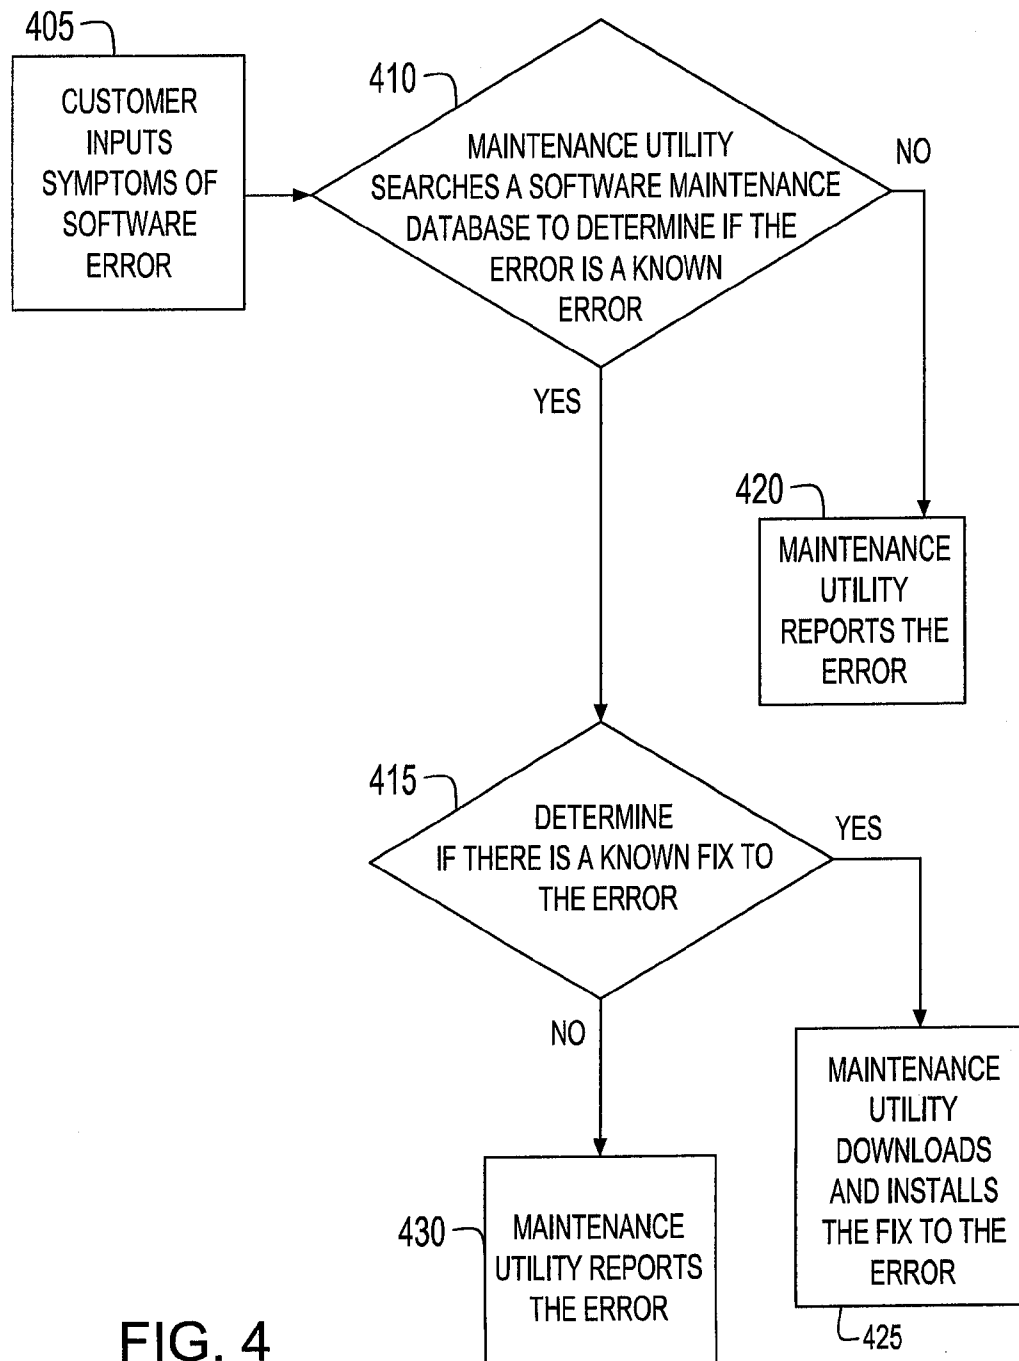 405
CUSTOMER
INPUTS
SYMPTOMS OF
SOFTWARE
ERROR
410
MAINTENANCE UTILITY
SEARCHES A SOFTWARE MAINTENANCE
DATABASE TO DETERMINE IF THE
ERROR IS A KNOWN
ERROR
NO
YES
420
MAINTENANCE
UTILITY
REPORTS THE
ERROR
415
DETERMINE
IF THERE IS A KNOWN FIX TO
THE ERROR
YES
NO
MAINTENANCE
UTILITY
DOWNLOADS
AND INSTALLS
THE FIX TO THE
ERROR
425
430
MAINTENANCE
UTILITY REPORTS
THE ERROR
FIG. 4